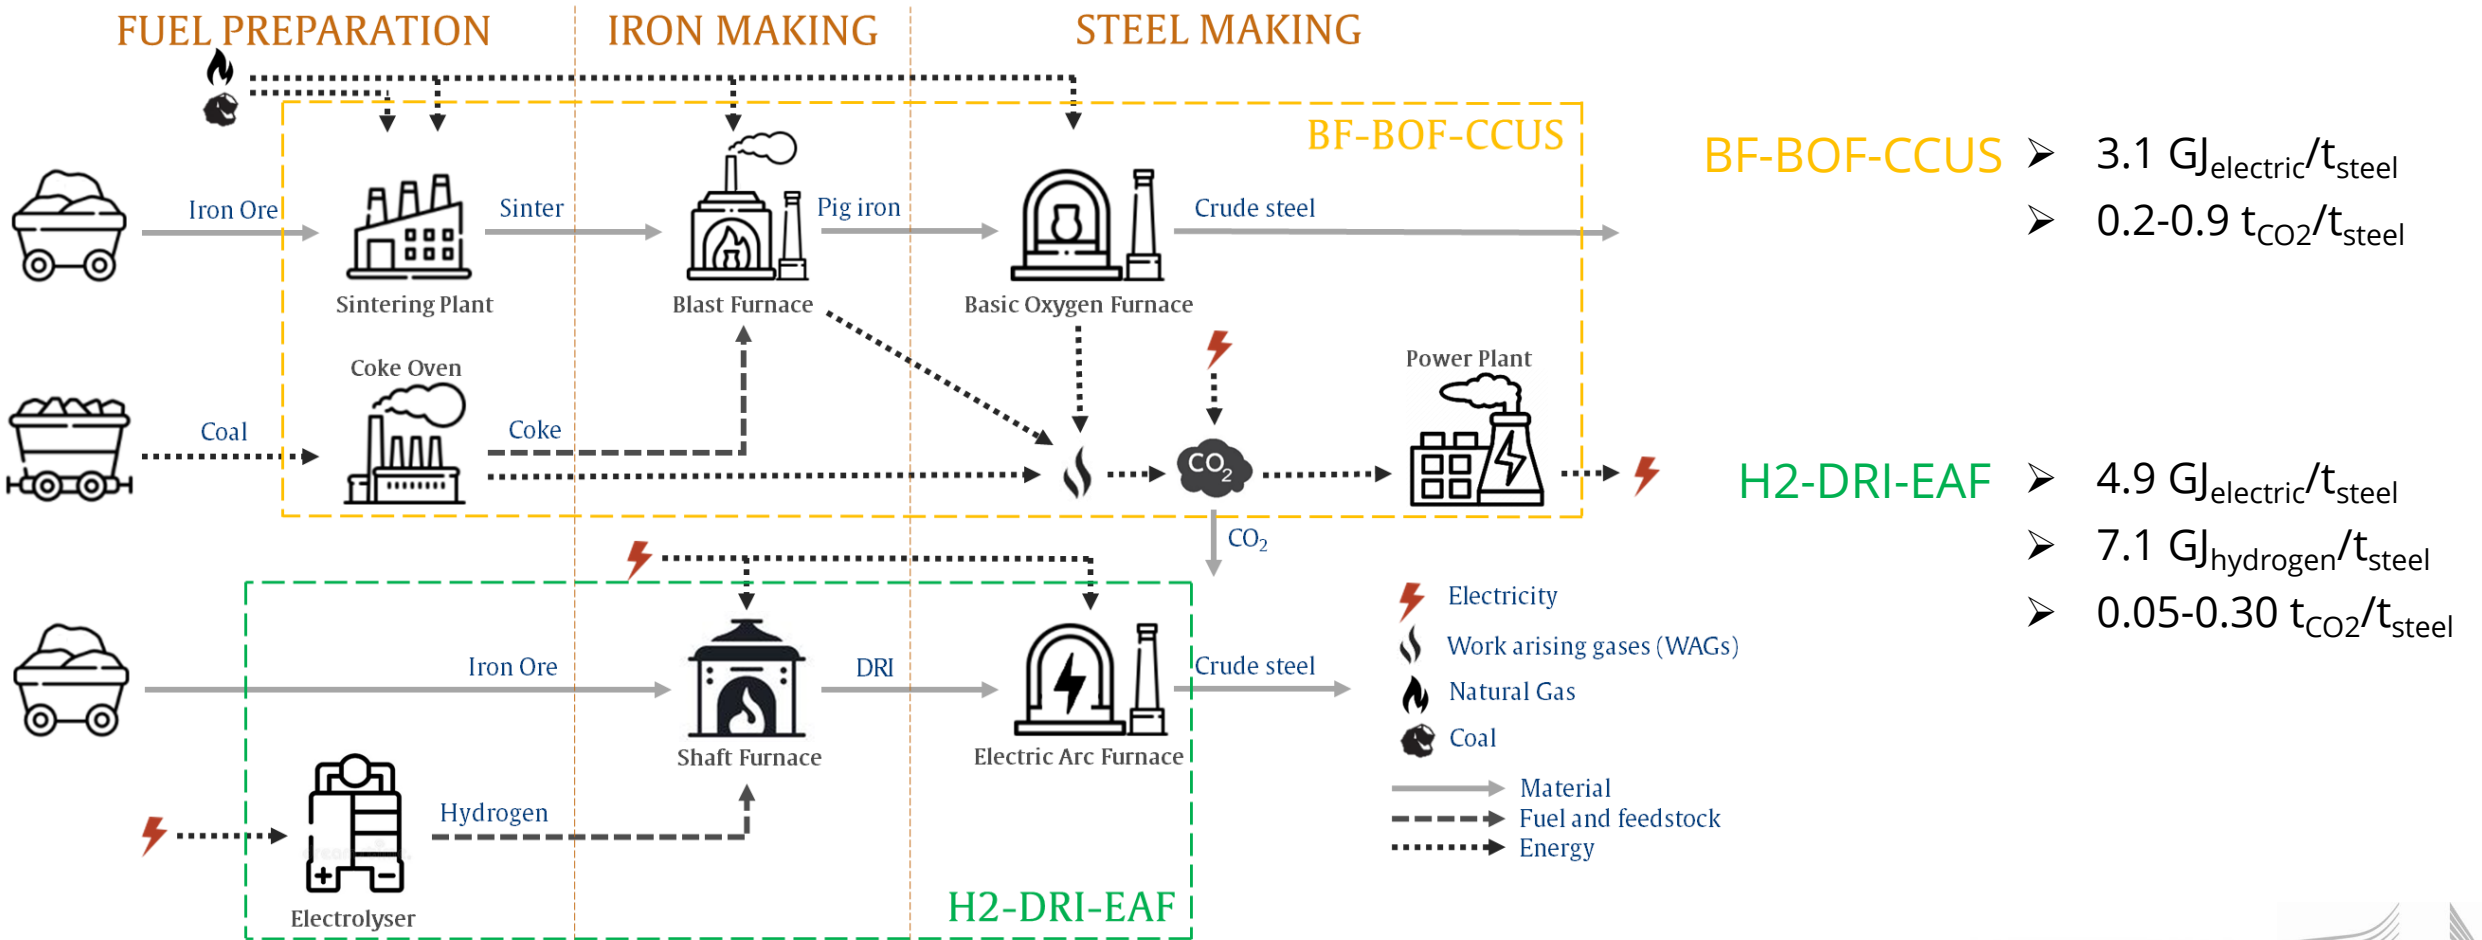 FUEL PREPARATION
IRON MAKING
STEEL MAKING
BF-BOF-CCUS
Iron Ore
Sinter
Pig iron
Crude steel
Sintering Plant
Blast Furnace
Basic Oxygen Furnace
Coke Oven
Power Plant
Coal
Coke
CO2
CO2
Iron Ore
DRI
Crude steel
Shaft Furnace
Electric Arc Furnace
Hydrogen
Electrolyser
H2-DRI-EAF
Electricity
Work arising gases (WAGs)
Natural Gas
Coal
Material
Fuel and feedstock
Energy
BF-BOF-CCUS
➢ 3.1 GJelectric/tsteel
➢ 0.2-0.9 tCO2/tsteel
H2-DRI-EAF
➢ 4.9 GJelectric/tsteel
➢ 7.1 GJhydrogen/tsteel
➢ 0.05-0.30 tCO2/tsteel